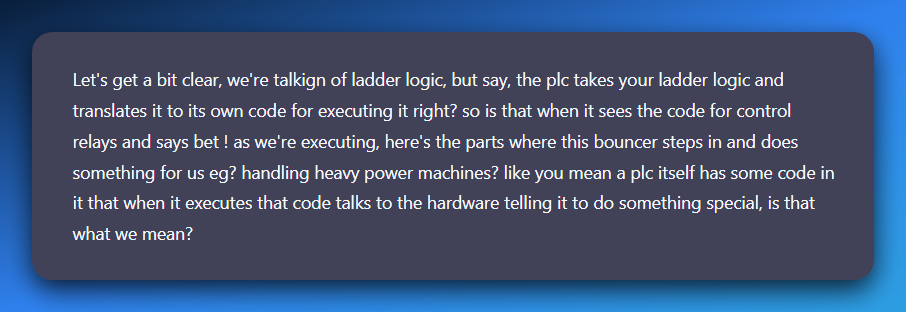 Let's get a bit clear, we're talkign of ladder logic, but say, the plc takes your ladder logic and
translates it to its own code for executing it right? so is that when it sees the code for control
relays and says bet ! as we're executing, here's the parts where this bouncer steps in and does
something for us eg? handling heavy power machines? like you mean a plc itself has some code in
it that when it executes that code talks to the hardware telling it to do something special, is that
what we mean?